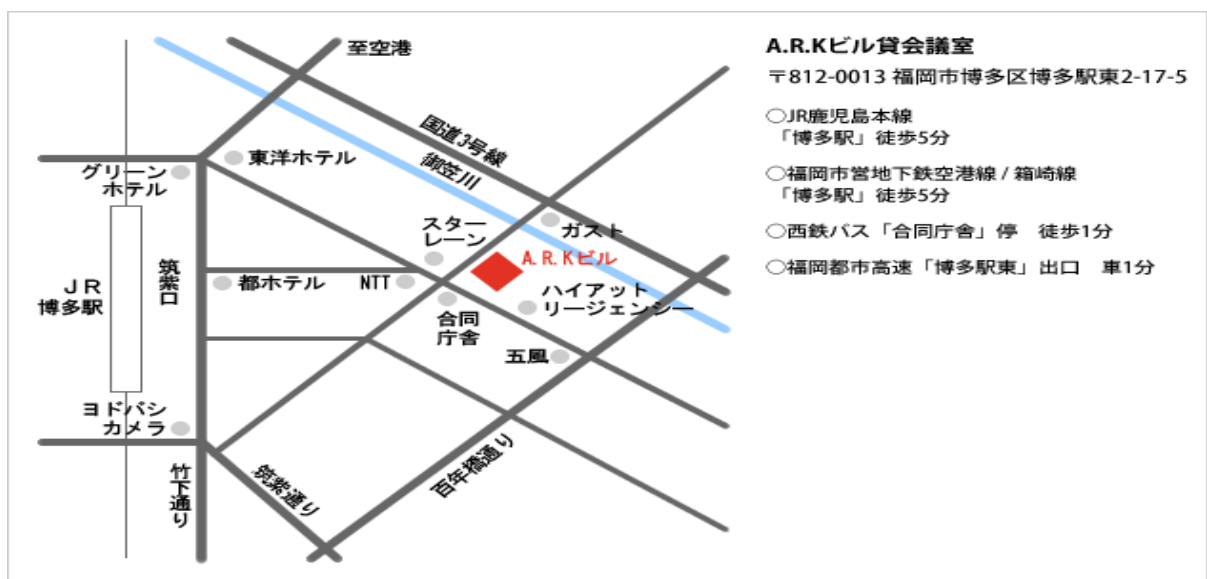 至空港
国道3号線
御笠川
東洋ホテル
グリーン
ホテル
スター
レーン
ガスト
A.R.Kビル
筑紫口
都ホテル
NTT
ハイアット
リージェンシー
JR
博多駅
合同
庁舎
五風
ヨドバシ
カメラ
百年橋通り
筑紫通り
竹下通り
A.R.Kビル貸会議室
〒812-0013 福岡市博多区博多駅東2-17-5
○JR鹿児島本線
「博多駅」徒歩5分
○福岡市営地下鉄空港線 / 箱崎線
「博多駅」徒歩5分
○西鉄バス「合同庁舎」停　徒歩1分
○福岡都市高速「博多駅東」出口　車1分